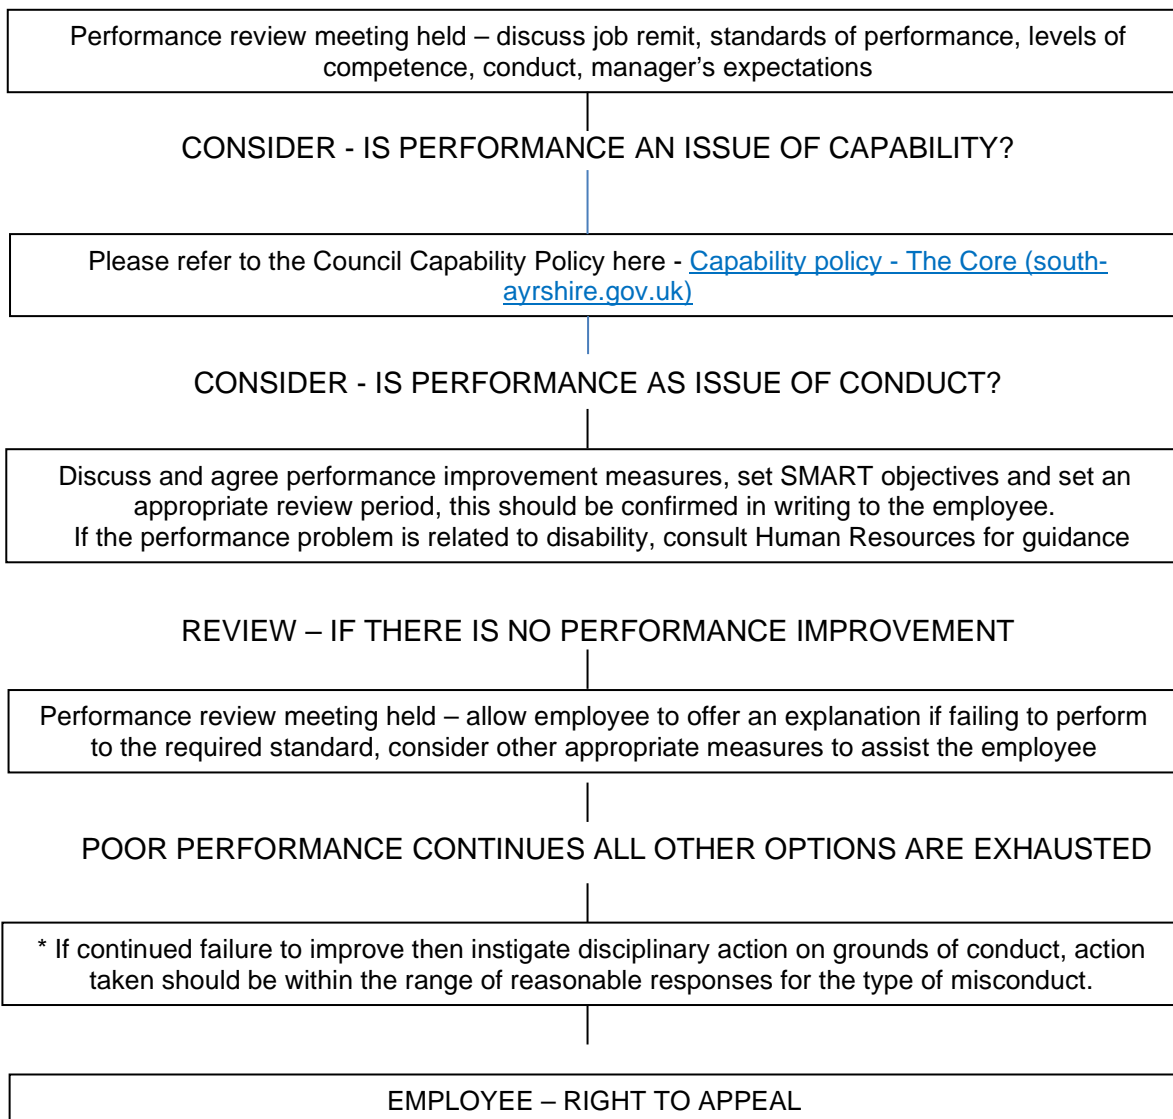 Performance review meeting held – discuss job remit, standards of performance, levels of
competence, conduct, manager's expectations
CONSIDER - IS PERFORMANCE AN ISSUE OF CAPABILITY?
Please refer to the Council Capability Policy here - Capability policy - The Core (south-
ayrshire.gov.uk)
CONSIDER - IS PERFORMANCE AS ISSUE OF CONDUCT?
Discuss and agree performance improvement measures, set SMART objectives and set an
appropriate review period, this should be confirmed in writing to the employee.
If the performance problem is related to disability, consult Human Resources for guidance
REVIEW – IF THERE IS NO PERFORMANCE IMPROVEMENT
Performance review meeting held – allow employee to offer an explanation if failing to perform
to the required standard, consider other appropriate measures to assist the employee
POOR PERFORMANCE CONTINUES ALL OTHER OPTIONS ARE EXHAUSTED
* If continued failure to improve then instigate disciplinary action on grounds of conduct, action
taken should be within the range of reasonable responses for the type of misconduct.
EMPLOYEE – RIGHT TO APPEAL